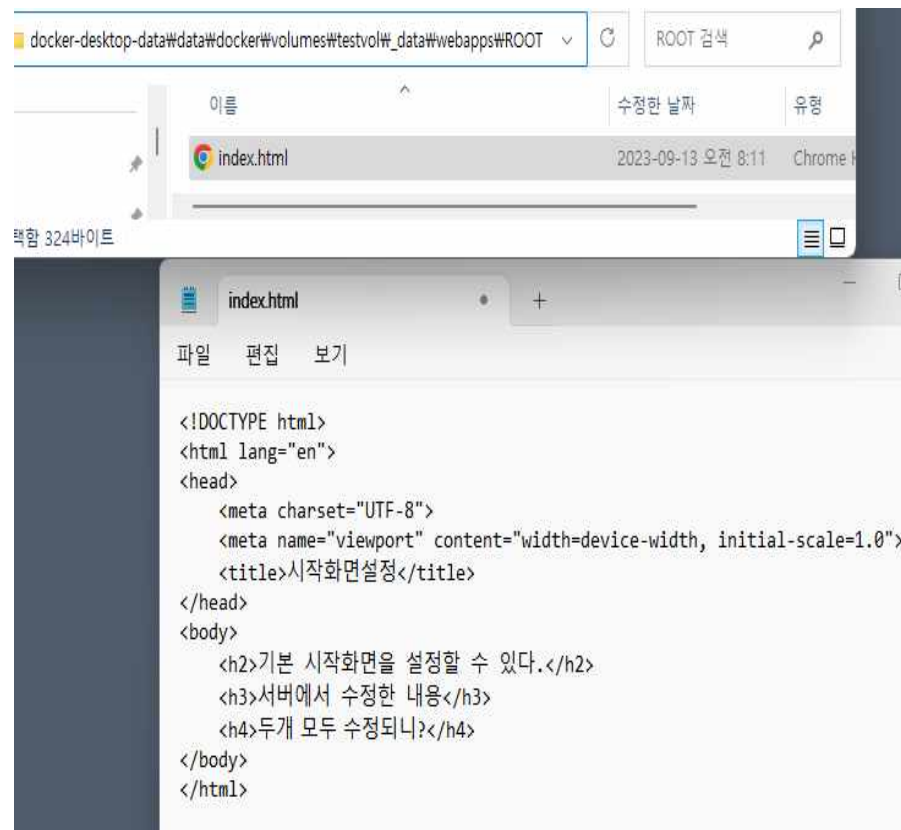 docker-desktop-data₩data₩docker₩volumes₩testvol₩_data₩webapps₩ROOT
ROOT 검색
이름 수정한 날짜 유형
index.html 2023-09-13 오전 8:11 Chrome
택함 324바이트
index.html
파일 편집 보기
<!DOCTYPE html>
<html lang="en">
<head>
    <meta charset="UTF-8">
    <meta name="viewport" content="width=device-width, initial-scale=1.0">
    <title>시작화면설정</title>
</head>
<body>
    <h2>기본 시작화면을 설정할 수 있다.</h2>
    <h3>서버에서 수정한 내용</h3>
    <h4>두개 모두 수정되니?</h4>
</body>
</html>